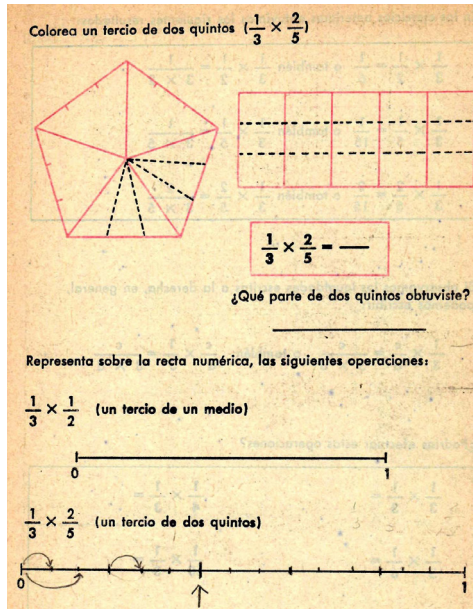 Colorea un tercio de dos quintos (1/3 × 2/5)
1/3 × 2/5 = —
¿Qué parte de dos quintos obtuviste?
Representa sobre la recta numérica, las siguientes operaciones:
1/3 × 1/2 (un tercio de un medio)
0 1
1/3 × 2/5 (un tercio de dos quintos)
0 1